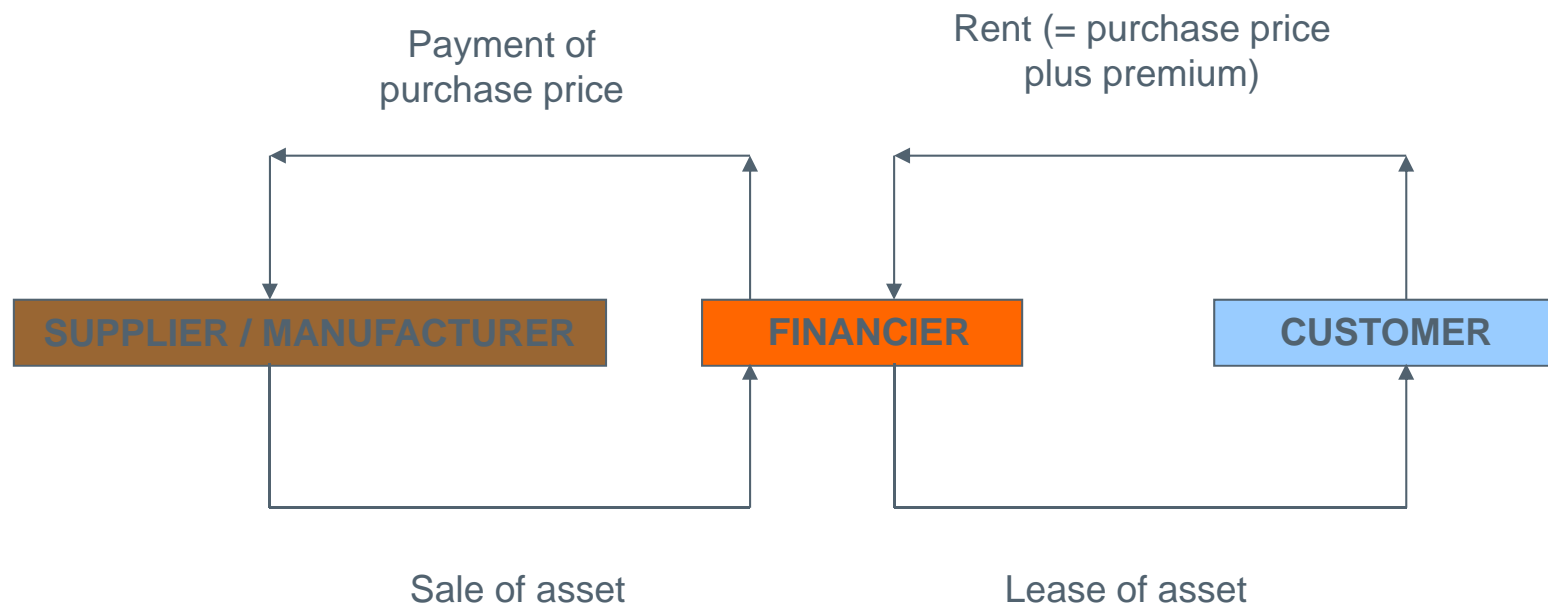 Payment of
purchase price
Rent (= purchase price
plus premium)
SUPPLIER / MANUFACTURER
FINANCIER
CUSTOMER
Sale of asset
Lease of asset